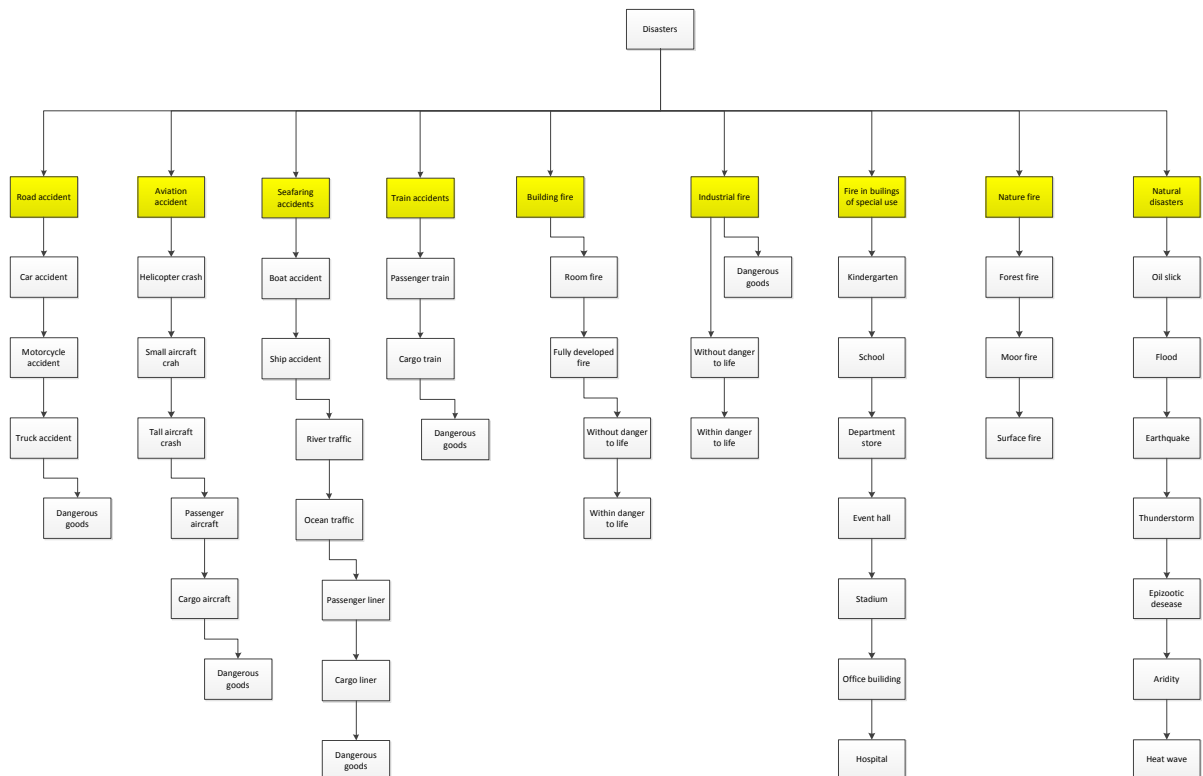 Disasters
Road accident
Aviation
accident
Seafaring
accidents
Train accidents
Building fire
Industrial fire
Fire in builings
of special use
Nature fire
Natural
disasters
Car accident
Helicopter crash
Boat accident
Passenger train
Room fire
Dangerous
goods
Kindergarten
Forest fire
Oil slick
Motorcycle
accident
Small aircraft
crah
Ship accident
Cargo train
Fully developed
fire
Without danger
to life
School
Moor fire
Flood
Truck accident
Tall aircraft
crash
River traffic
Dangerous
goods
Without danger
to life
Within danger
to life
Department
store
Surface fire
Earthquake
Dangerous
goods
Passenger
aircraft
Ocean traffic
Within danger
to life
Event hall
Thunderstorm
Cargo aircraft
Passenger liner
Stadium
Epizootic
desease
Dangerous
goods
Cargo liner
Office builiding
Aridity
Dangerous
goods
Hospital
Heat wave